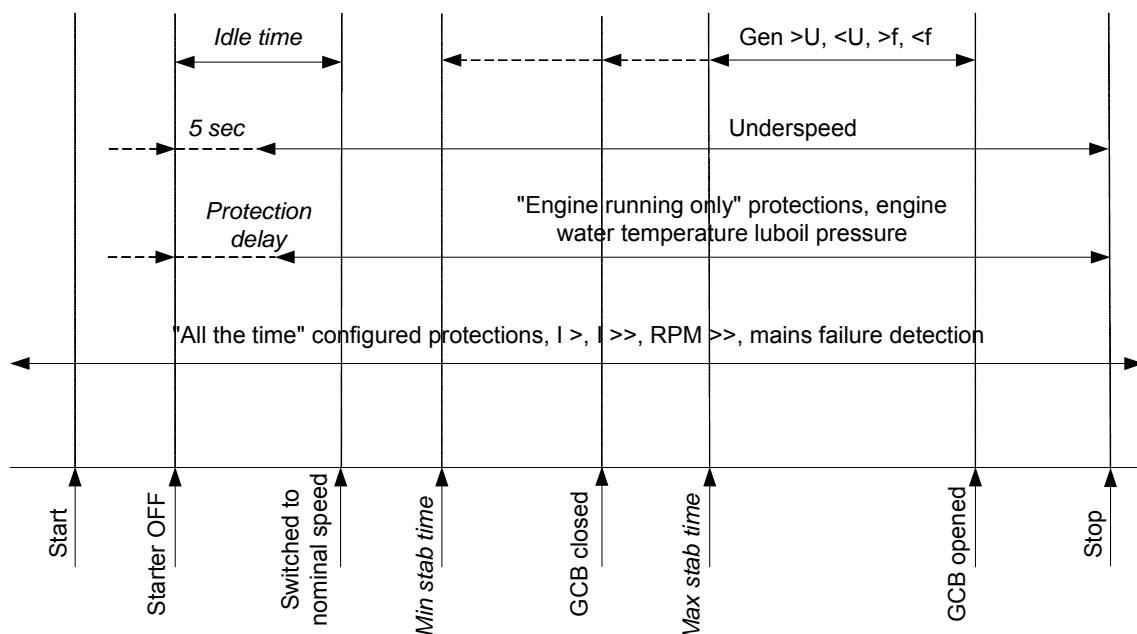 Idle time
Gen >U, <U, >f, <f
5 sec
Underspeed
Protection
delay
"Engine running only" protections, engine
water temperature luboil pressure
"All the time" configured protections, I >, I >>, RPM >>, mains failure detection
Start
Starter OFF
Switched to
nominal speed
Min stab time
GCB closed
Max stab time
GCB opened
Stop